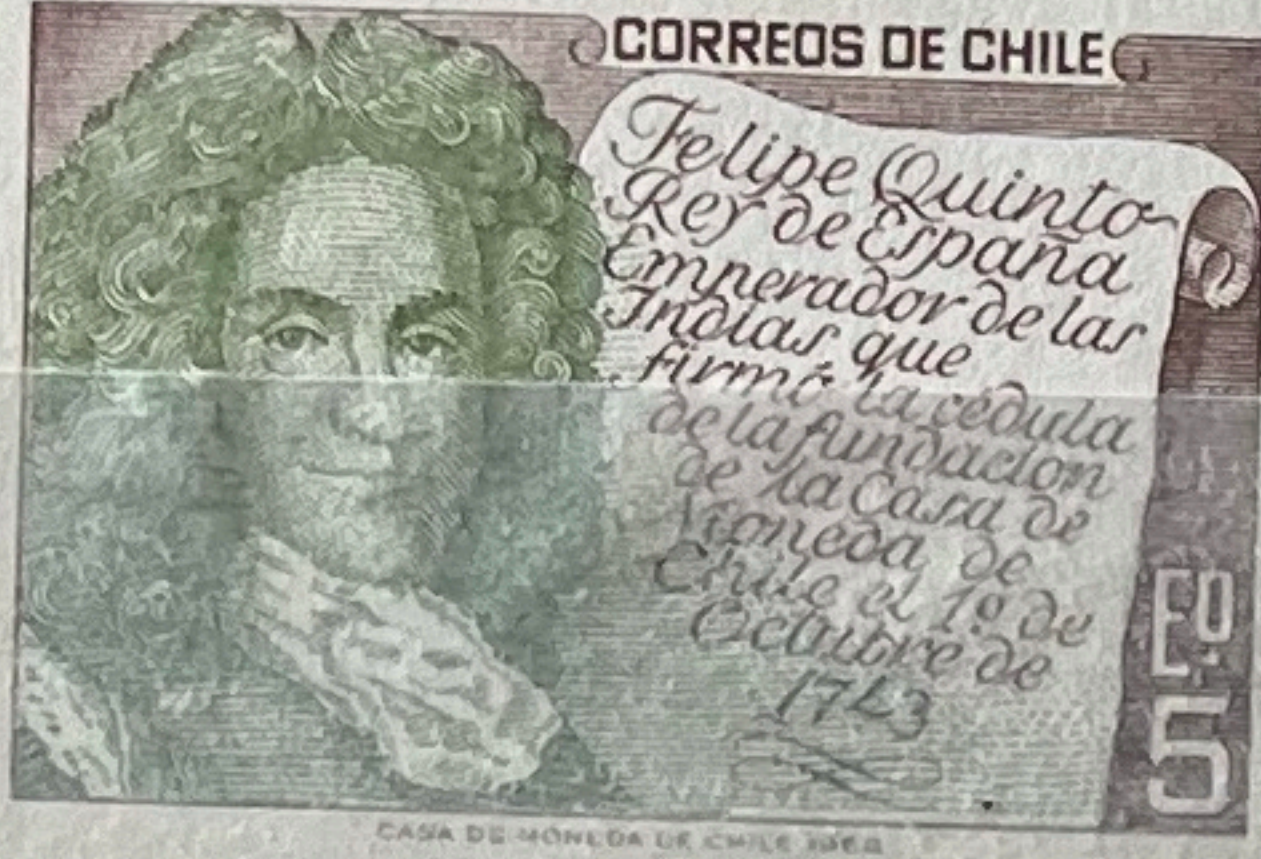 CORREOS DE CHILE
Felipe Quinto
Rey de España
Emperador de las
Indias que
firmó la cédula
de la fundación
de la Casa de
Moneda de
Chile el 1º de
Octubre de
1743
Eº
5
CASA DE MONEDA DE CHILE